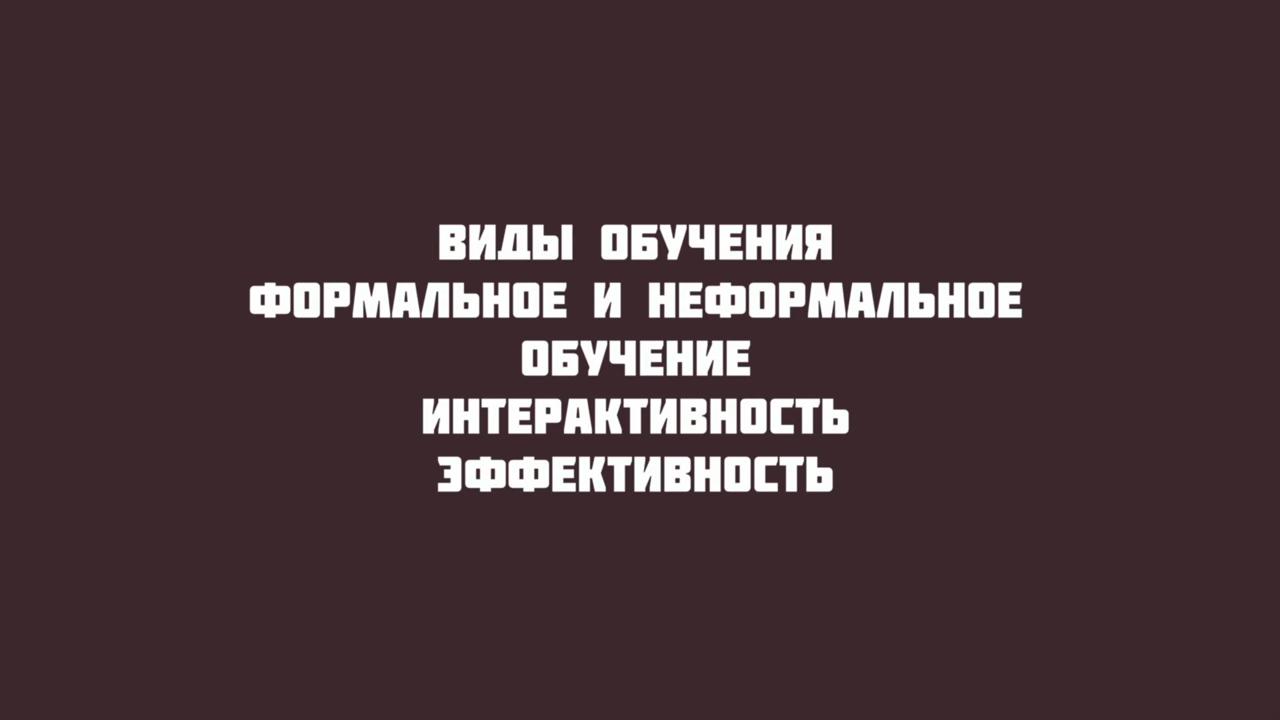 ВИДЫ ОБУЧЕНИЯ
ФОРМАЛЬНОЕ И НЕФОРМАЛЬНОЕ
ОБУЧЕНИЕ
ИНТЕРАКТИВНОСТЬ
ЭФФЕКТИВНОСТЬ